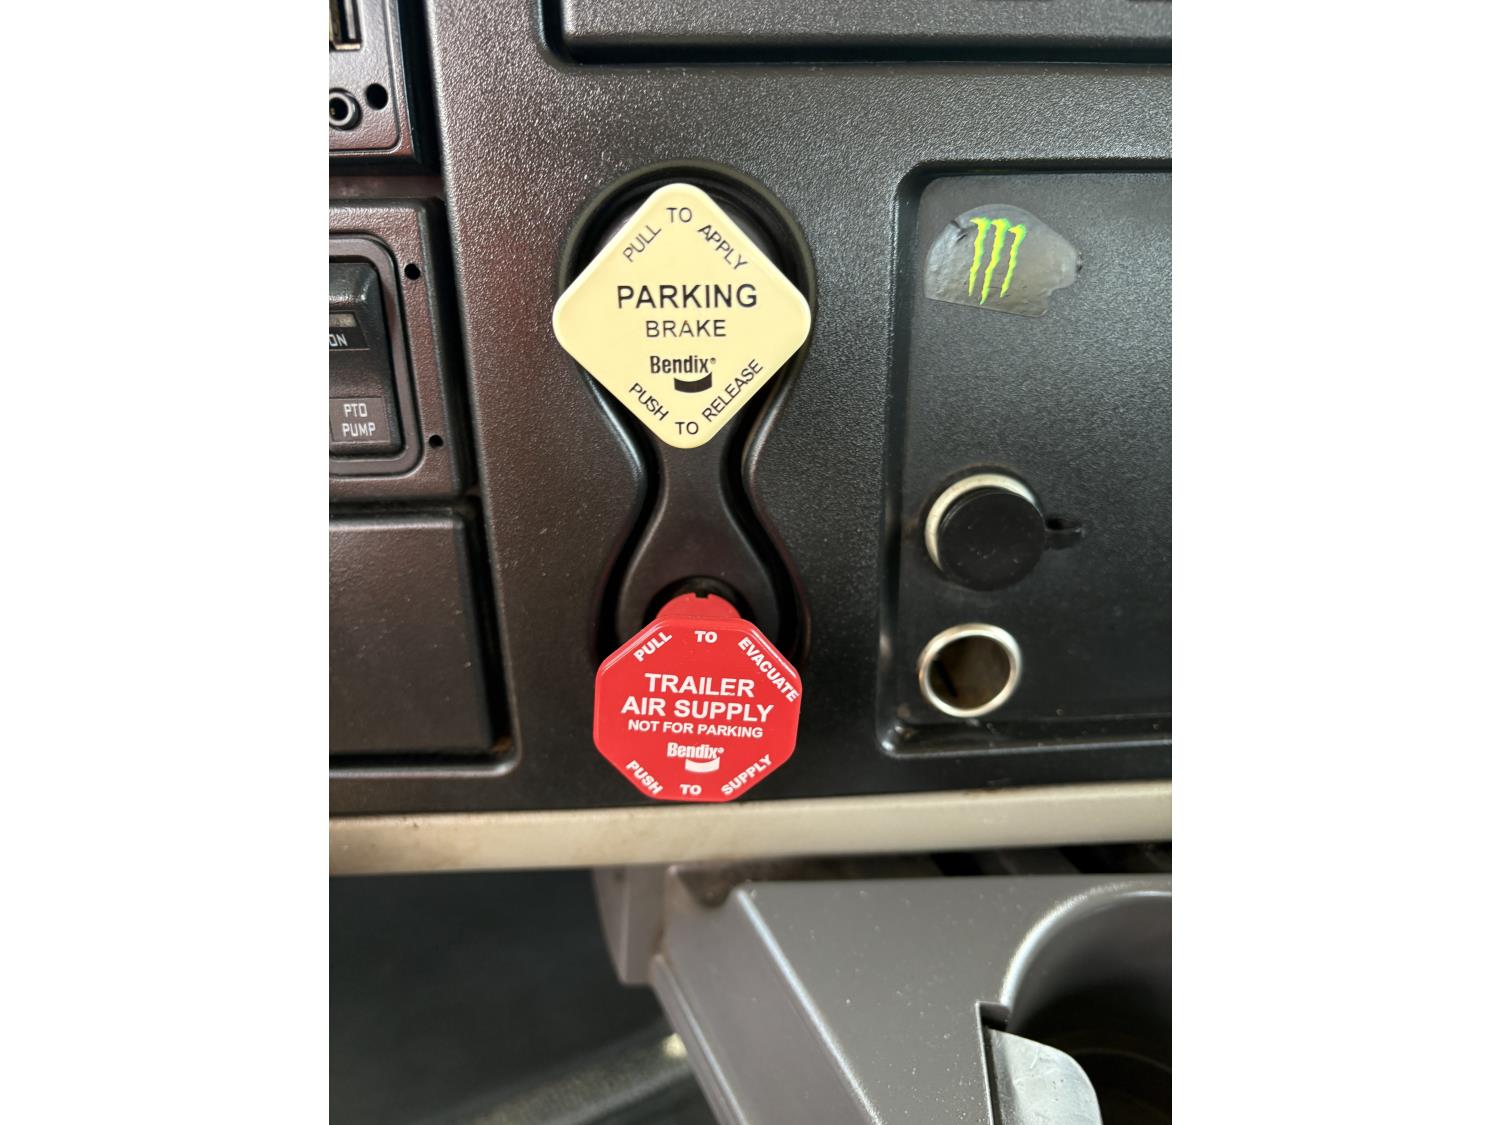 PULL TO APPLY
PARKING
BRAKE
Bendix®
PUSH TO RELEASE
ON
PTO
PUMP
PULL TO EVACUATE
TRAILER
AIR SUPPLY
NOT FOR PARKING
Bendix®
PUSH TO SUPPLY